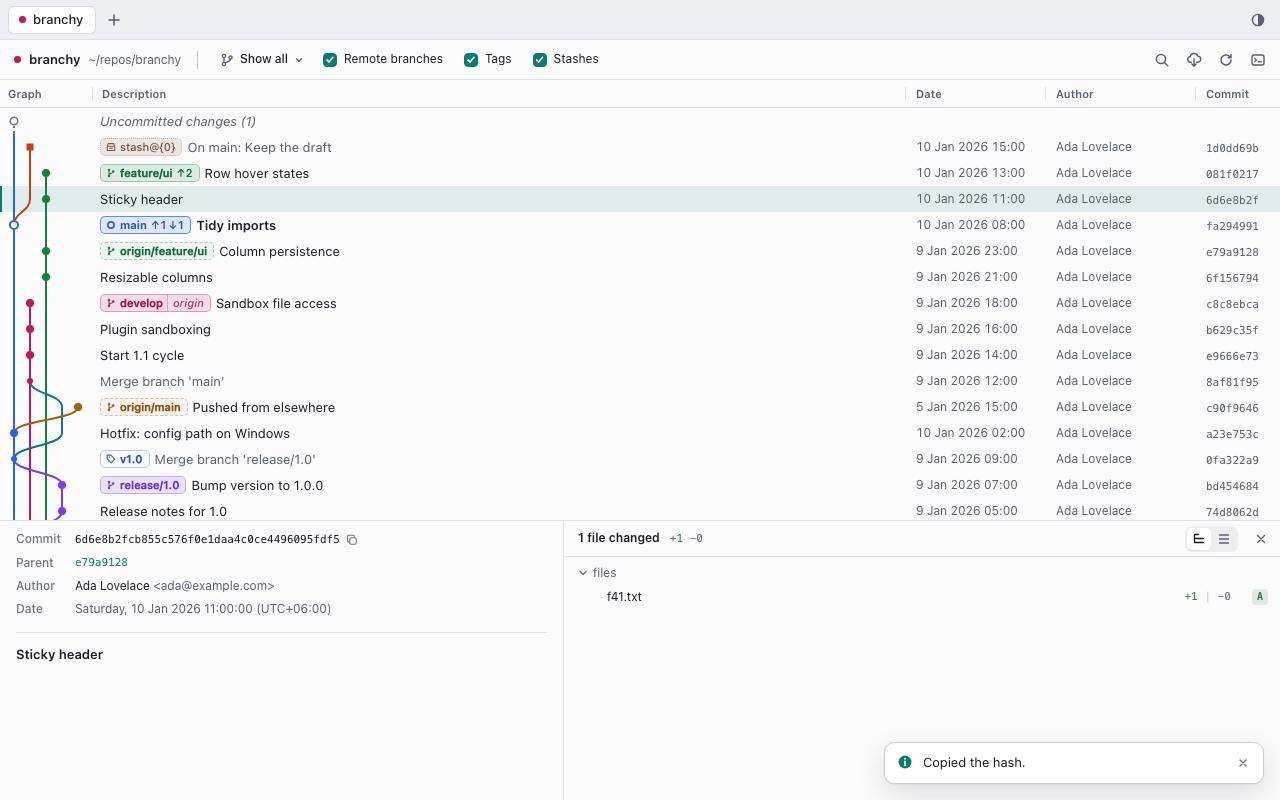 branchy
branchy ~/repos/branchy Show all Remote branches Tags Stashes
Graph Description Date Author Commit
Uncommitted changes (1)
stash@{0} On main: Keep the draft 10 Jan 2026 15:00 Ada Lovelace 1d0dd69b
feature/ui ↑2 Row hover states 10 Jan 2026 13:00 Ada Lovelace 081f0217
Sticky header 10 Jan 2026 11:00 Ada Lovelace 6d6e8b2f
main ↑1↓1 Tidy imports 10 Jan 2026 08:00 Ada Lovelace fa294991
origin/feature/ui Column persistence 9 Jan 2026 23:00 Ada Lovelace e79a9128
Resizable columns 9 Jan 2026 21:00 Ada Lovelace 6f156794
develop origin Sandbox file access 9 Jan 2026 18:00 Ada Lovelace c8c8ebca
Plugin sandboxing 9 Jan 2026 16:00 Ada Lovelace b629c35f
Start 1.1 cycle 9 Jan 2026 14:00 Ada Lovelace e9666e73
Merge branch 'main' 9 Jan 2026 12:00 Ada Lovelace 8af81f95
origin/main Pushed from elsewhere 5 Jan 2026 15:00 Ada Lovelace c90f9646
Hotfix: config path on Windows 10 Jan 2026 02:00 Ada Lovelace a23e753c
v1.0 Merge branch 'release/1.0' 9 Jan 2026 09:00 Ada Lovelace 0fa322a9
release/1.0 Bump version to 1.0.0 9 Jan 2026 07:00 Ada Lovelace bd454684
Release notes for 1.0 9 Jan 2026 05:00 Ada Lovelace 74d8062d
Commit 6d6e8b2fcb855c576f0e1daa4c0ce4496095fdf5
Parent e79a9128
Author Ada Lovelace <ada@example.com>
Date Saturday, 10 Jan 2026 11:00:00 (UTC+06:00)
Sticky header
1 file changed +1 −0
files
f41.txt +1 | −0 A
Copied the hash.